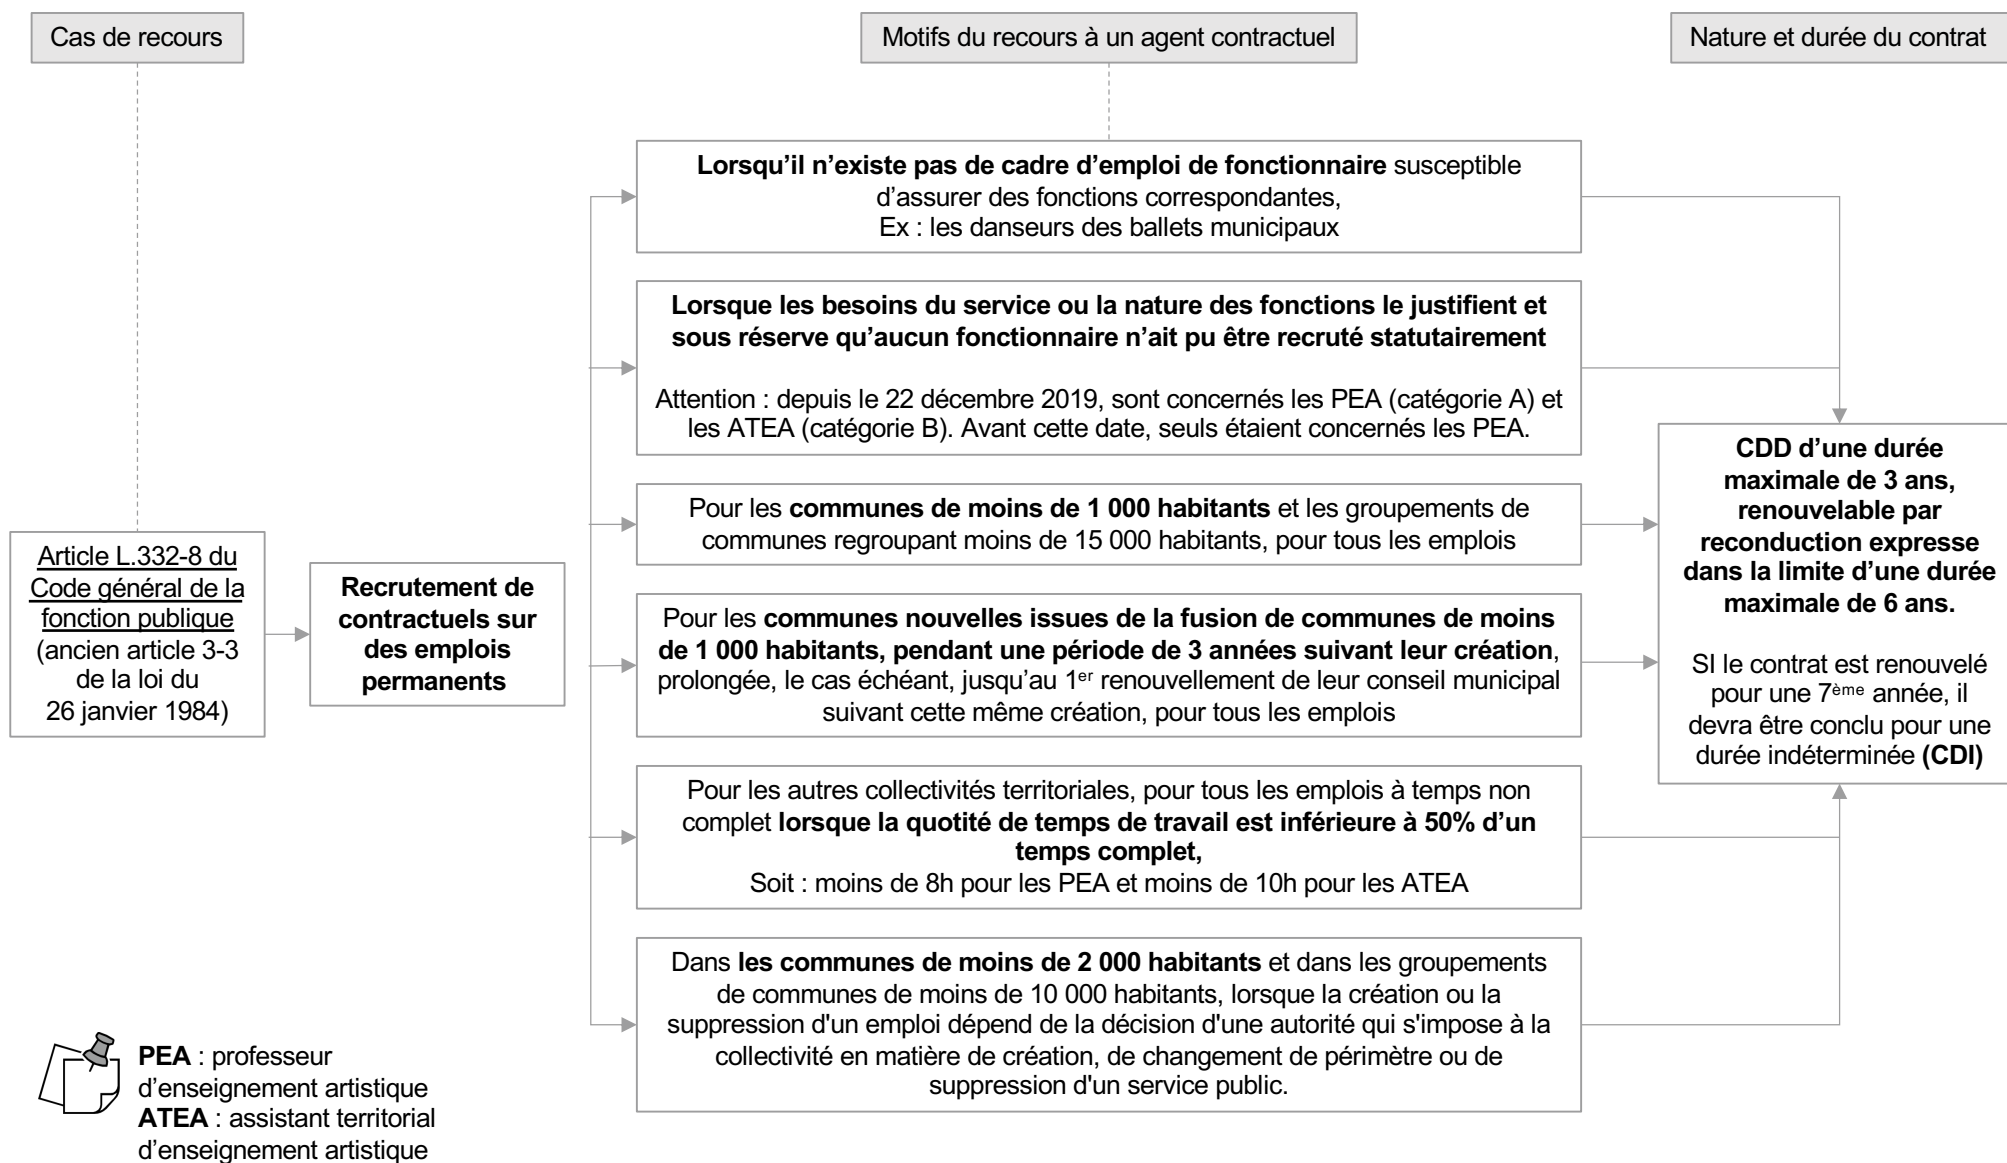 Cas de recours
Motifs du recours à un agent contractuel
Nature et durée du contrat
Article L.332-8 du
Code général de la
fonction publique
(ancien article 3-3
de la loi du
26 janvier 1984)
Recrutement de
contractuels sur
des emplois
permanents
Lorsqu’il n’existe pas de cadre d’emploi de fonctionnaire susceptible
d’assurer des fonctions correspondantes,
Ex : les danseurs des ballets municipaux
Lorsque les besoins du service ou la nature des fonctions le justifient et
sous réserve qu’aucun fonctionnaire n’ait pu être recruté statutairement
Attention : depuis le 22 décembre 2019, sont concernés les PEA (catégorie A) et
les ATEA (catégorie B). Avant cette date, seuls étaient concernés les PEA.
Pour les communes de moins de 1 000 habitants et les groupements de
communes regroupant moins de 15 000 habitants, pour tous les emplois
Pour les communes nouvelles issues de la fusion de communes de moins
de 1 000 habitants, pendant une période de 3 années suivant leur création,
prolongée, le cas échéant, jusqu’au 1er renouvellement de leur conseil municipal
suivant cette même création, pour tous les emplois
Pour les autres collectivités territoriales, pour tous les emplois à temps non
complet lorsque la quotité de temps de travail est inférieure à 50% d’un
temps complet,
Soit : moins de 8h pour les PEA et moins de 10h pour les ATEA
Dans les communes de moins de 2 000 habitants et dans les groupements
de communes de moins de 10 000 habitants, lorsque la création ou la
suppression d'un emploi dépend de la décision d'une autorité qui s'impose à la
collectivité en matière de création, de changement de périmètre ou de
suppression d'un service public.
CDD d’une durée
maximale de 3 ans,
renouvelable par
reconduction expresse
dans la limite d’une durée
maximale de 6 ans.
SI le contrat est renouvelé
pour une 7ème année, il
devra être conclu pour une
durée indéterminée (CDI)
PEA : professeur
d’enseignement artistique
ATEA : assistant territorial
d’enseignement artistique